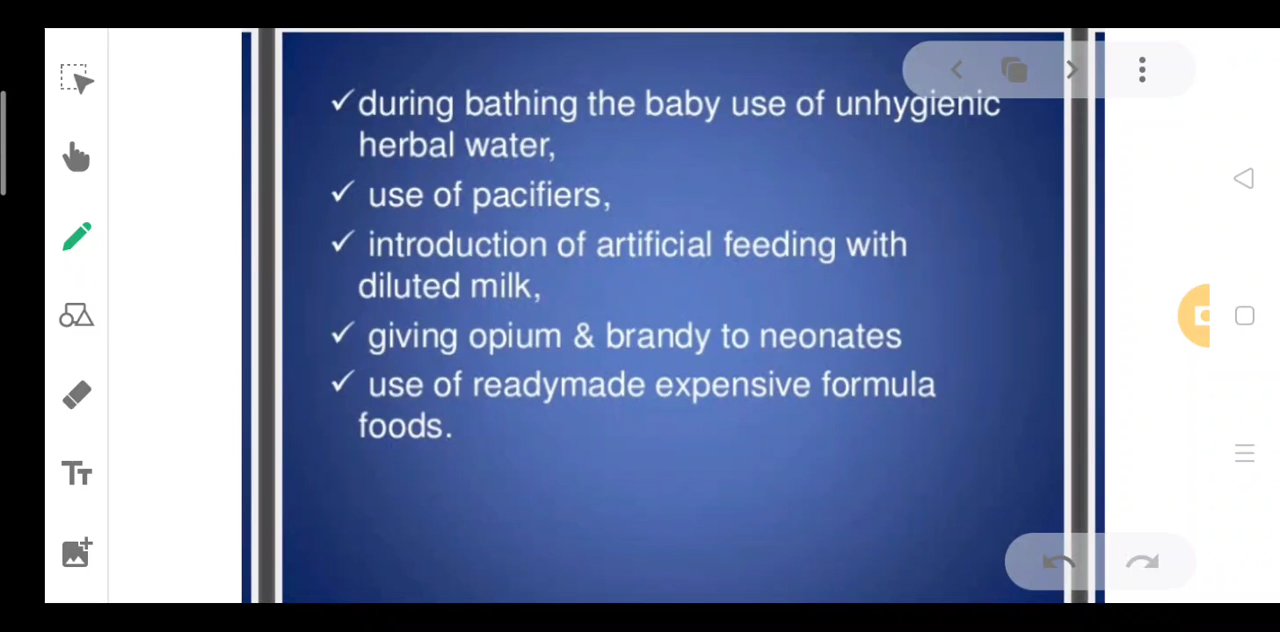 ✓during bathing the baby use of unhygienic
herbal water,
✓ use of pacifiers,
✓ introduction of artificial feeding with
diluted milk,
✓ giving opium & brandy to neonates
✓ use of readymade expensive formula
foods.
TT